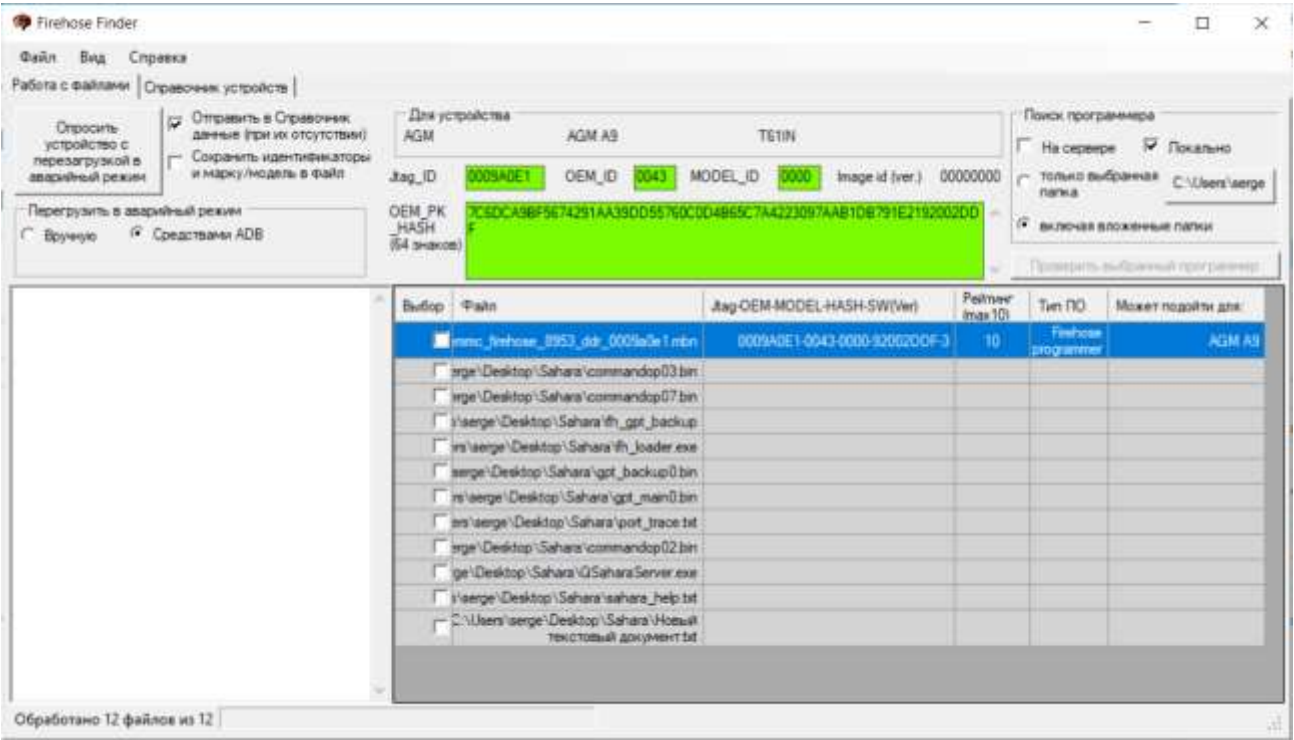 Firehose Finder
Файл Вид Справка
Работа с файлами Справочник устройств
Опросить
устройство с
перезагрузкой в
аварийный режим
Отправить в Справочник
данные (при их отсутствии)
Сохранить идентификаторы
и марку/модель в файл
Перегрузить в аварийный режим
Вручную Средствами ADB
Для устройства
AGM AGM A9 T61IN
Jtag_ID 0009A0E1 OEM_ID 0043 MODEL_ID 0000 Image id (ver.) 00000000
OEM_PK
_HASH
(64 знаков)
7C6DCA9BF5674291AA39DD55760C0D4B65C7A4223097AAB1DB791E2192002DD
F
Поиск программера
На сервере Локально
только выбранная
папка
C:\Users\serge
включая вложенные папки
Проверить выбранный программер
Выбор Файл Jtag-OEM-MODEL-HASH-SW(Ver) Рейтинг
(max 10) Тип ПО Может подойти для:
mmc_firehose_8953_ddr_0009a0e1.mbn 0009A0E1-0043-0000-92002DDF-3 10 Firehose
programmer AGM A9
erge\Desktop\Sahara\commandop03.bin
erge\Desktop\Sahara\commandop07.bin
s\serge\Desktop\Sahara\fh_gpt_backup
ers\serge\Desktop\Sahara\fh_loader.exe
serge\Desktop\Sahara\gpt_backup0.bin
rs\serge\Desktop\Sahara\gpt_main0.bin
ers\serge\Desktop\Sahara\port_trace.txt
erge\Desktop\Sahara\commandop02.bin
ge\Desktop\Sahara\QSaharaServer.exe
s\serge\Desktop\Sahara\sahara_help.txt
C:\Users\serge\Desktop\Sahara\Новый
текстовый документ.txt
Обработано 12 файлов из 12